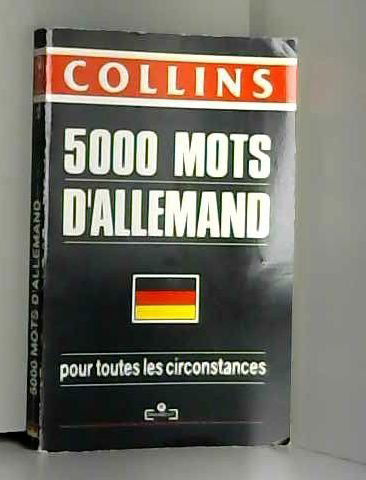 COLLINS
5000 MOTS
D'ALLEMAND
pour toutes les circonstances
5000 MOTS D'ALLEMAND